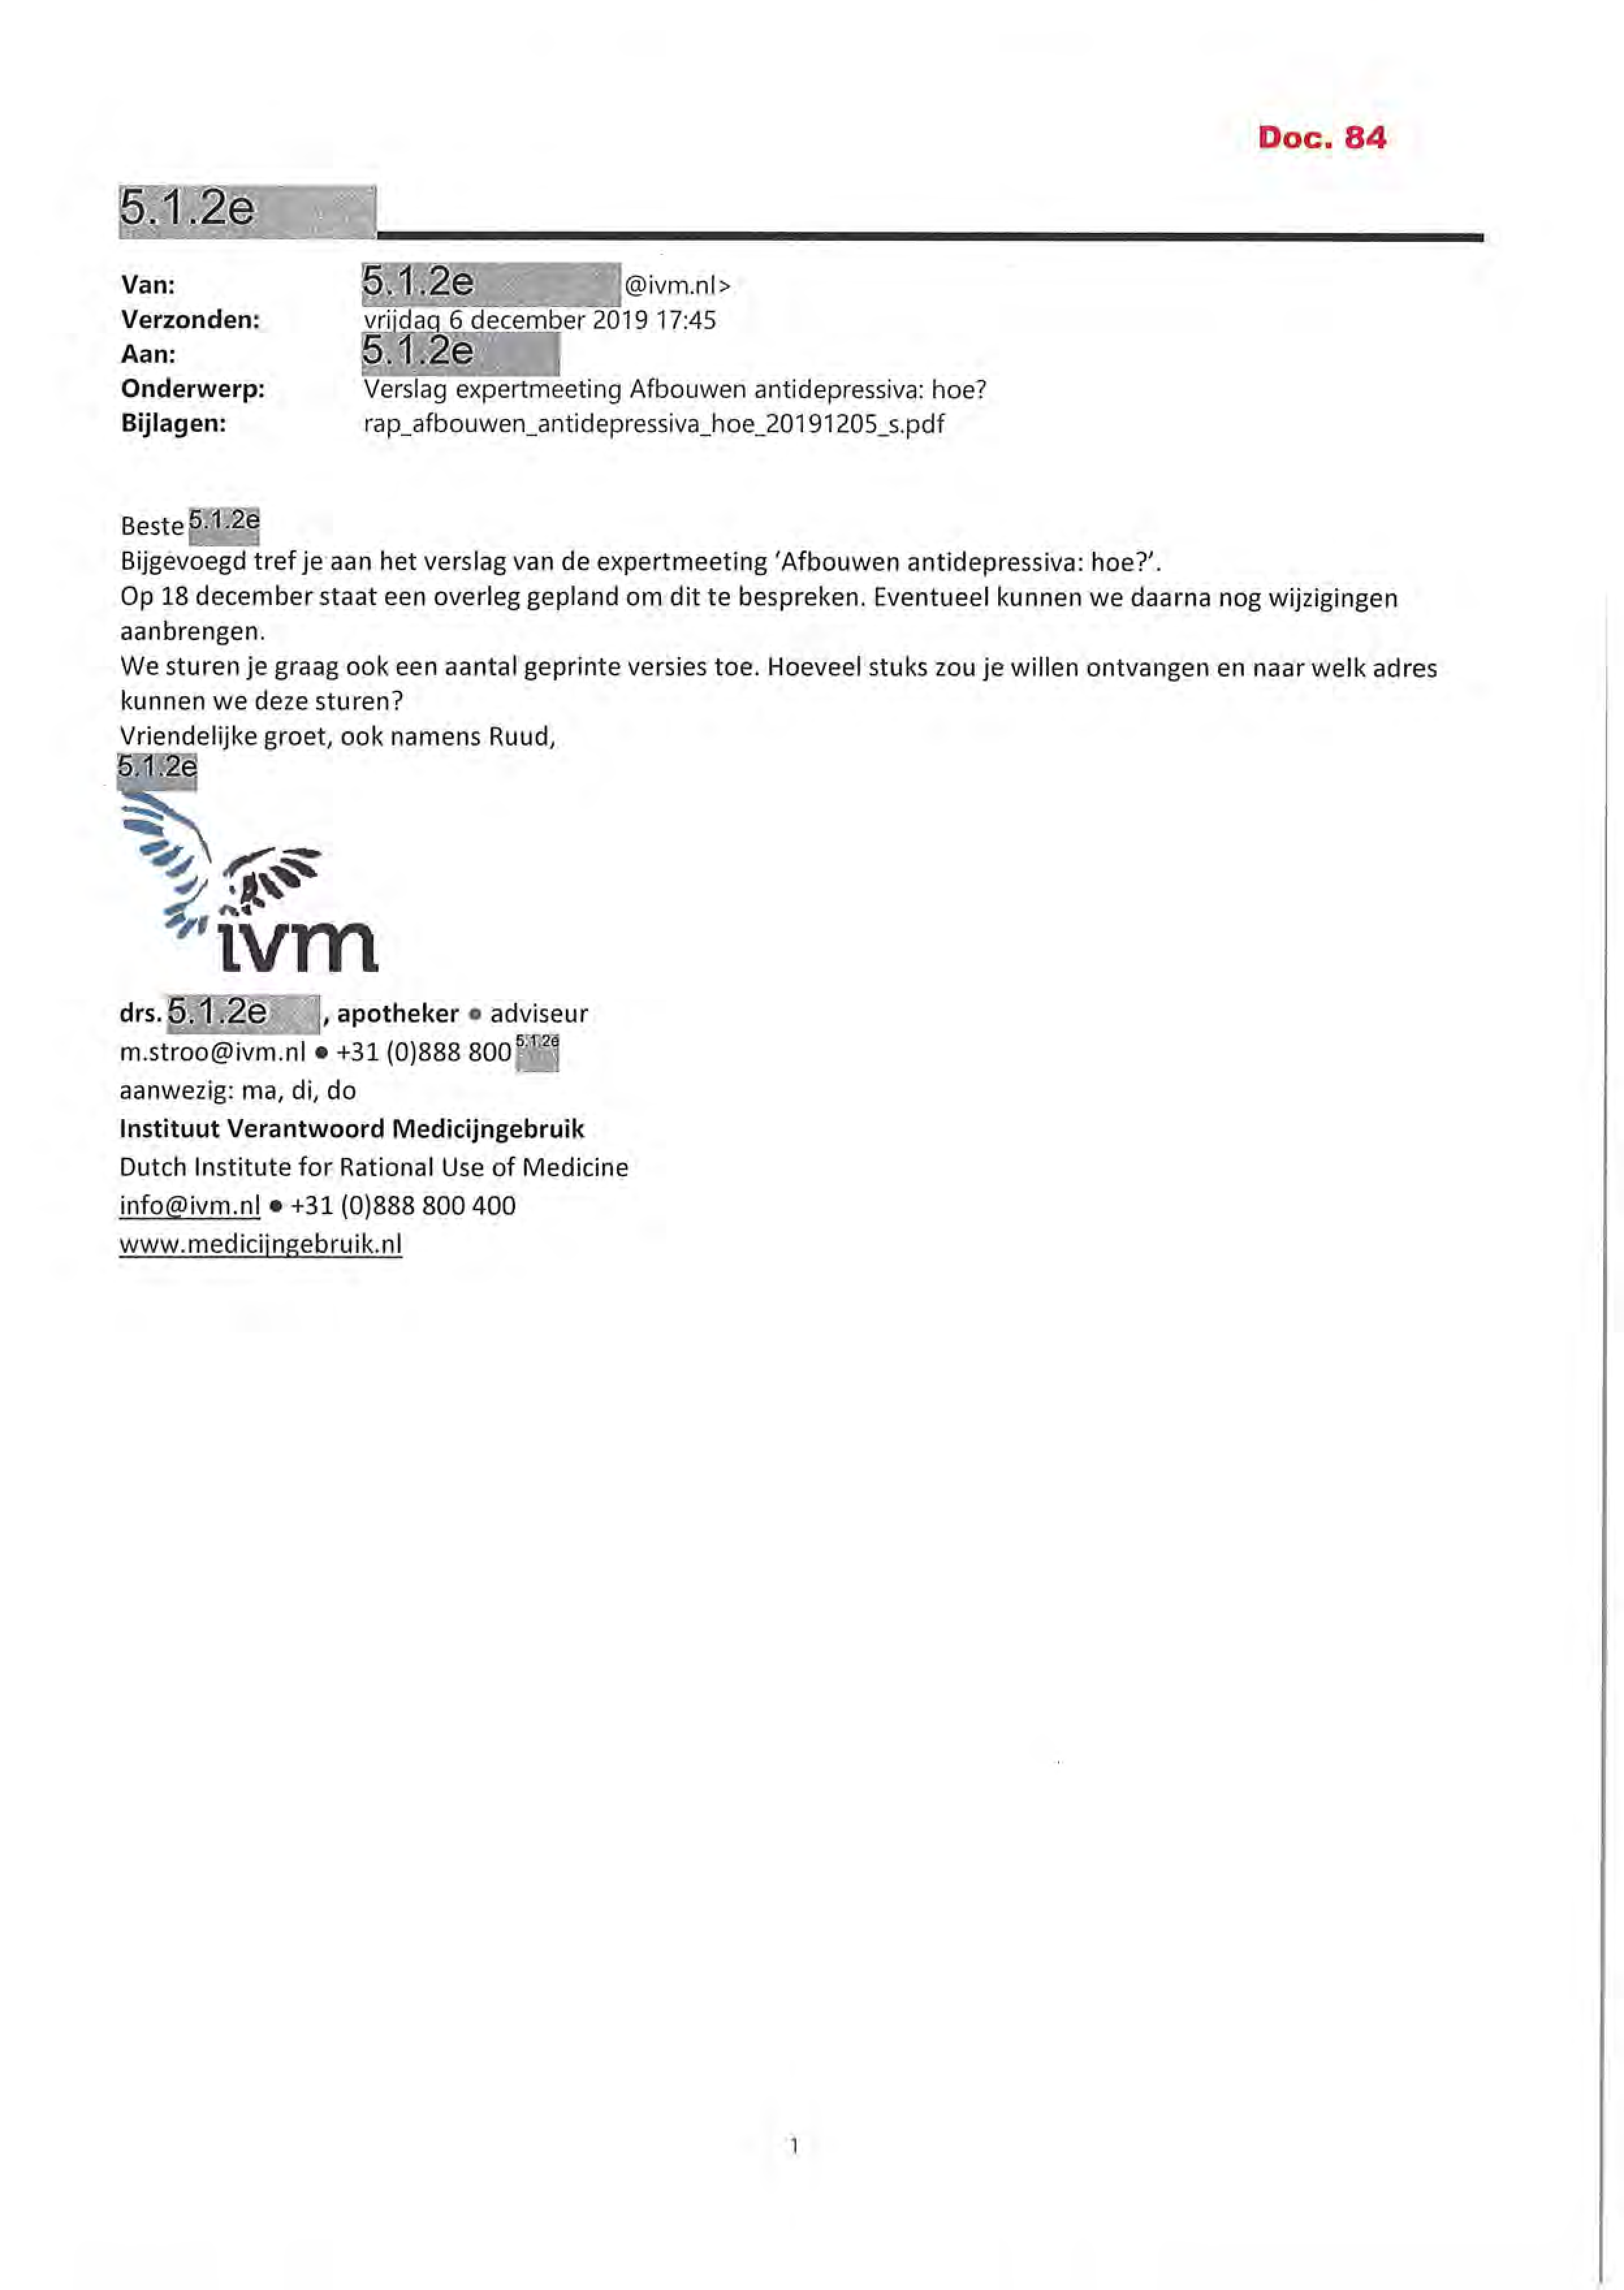 Doc. 84
5.1.2e
Van: 5.1.2e @ivm.nl>
Verzonden: vrijdag 6 december 2019 17:45
Aan: 5.1.2e
Onderwerp: Verslag expertmeeting Afbouwen antidepressiva: hoe?
Bijlagen: rap_afbouwen_antidepressiva_hoe_20191205_s.pdf
Beste 5.1.2e
Bijgevoegd tref je aan het verslag van de expertmeeting 'Afbouwen antidepressiva: hoe?'.
Op 18 december staat een overleg gepland om dit te bespreken. Eventueel kunnen we daarna nog wijzigingen
aanbrengen.
We sturen je graag ook een aantal geprinte versies toe. Hoeveel stuks zou je willen ontvangen en naar welk adres
kunnen we deze sturen?
Vriendelijke groet, ook namens Ruud,
5.1.2e
ivm
drs. 5.1.2e , apotheker ● adviseur
m.stroo@ivm.nl ● +31 (0)888 800 5.1.2e
aanwezig: ma, di, do
Instituut Verantwoord Medicijngebruik
Dutch Institute for Rational Use of Medicine
info@ivm.nl ● +31 (0)888 800 400
www.medicijngebruik.nl
1